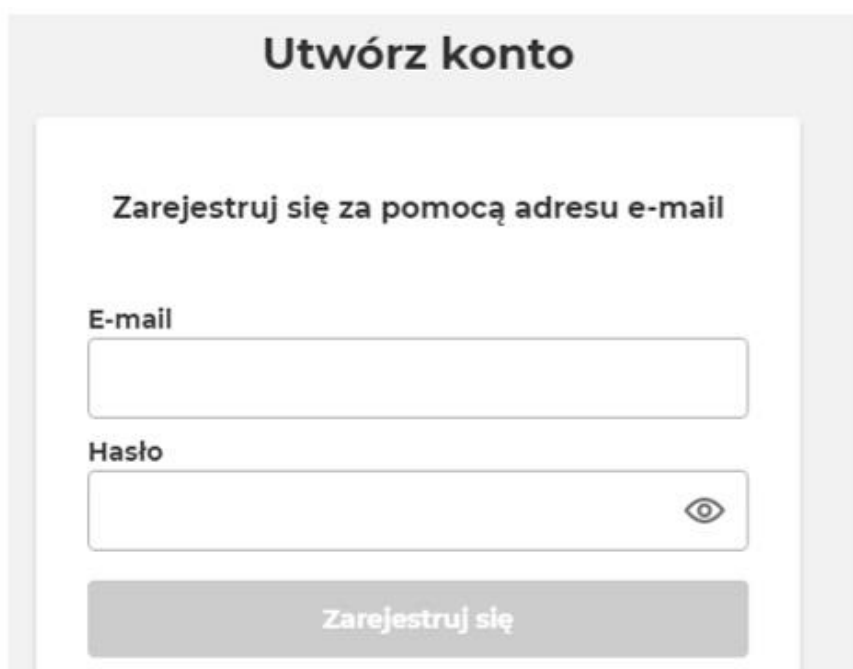 Utwórz konto
Zarejestruj się za pomocą adresu e-mail
E-mail
Hasło
Zarejestruj się